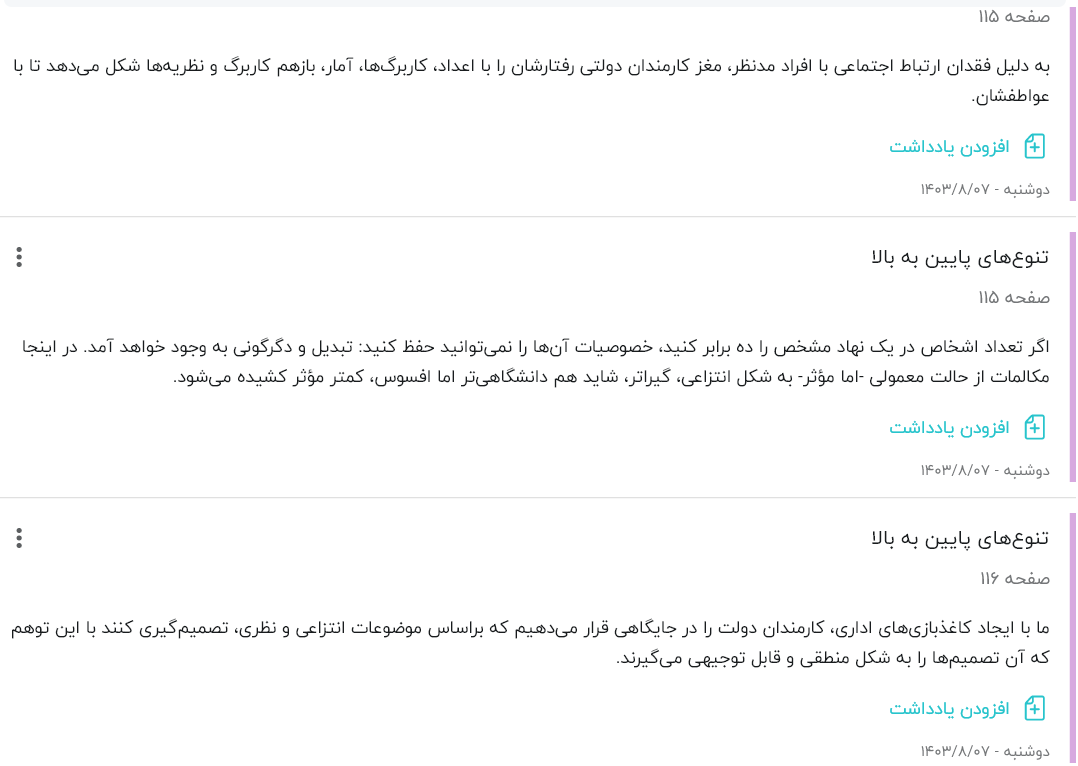 صفحه ۱۱۵
به دلیل فقدان ارتباط اجتماعی با افراد مدنظر، مغز کارمندان دولتی رفتارشان را با اعداد، کاربرگ‌ها، آمار، بازهم کاربرگ و نظریه‌ها شکل می‌دهد تا با
عواطفشان.
افزودن یادداشت
دوشنبه - ۱۴۰۳/۸/۰۷
تنوع‌های پایین به بالا
صفحه ۱۱۵
اگر تعداد اشخاص در یک نهاد مشخص را ده برابر کنید، خصوصیات آن‌ها را نمی‌توانید حفظ کنید: تبدیل و دگرگونی به وجود خواهد آمد. در اینجا
مکالمات از حالت معمولی -اما مؤثر- به شکل انتزاعی، گیراتر، شاید هم دانشگاهی‌تر اما افسوس، کمتر مؤثر کشیده می‌شود.
افزودن یادداشت
دوشنبه - ۱۴۰۳/۸/۰۷
تنوع‌های پایین به بالا
صفحه ۱۱۶
ما با ایجاد کاغذبازی‌های اداری، کارمندان دولت را در جایگاهی قرار می‌دهیم که براساس موضوعات انتزاعی و نظری، تصمیم‌گیری کنند با این توهم
که آن تصمیم‌ها را به شکل منطقی و قابل توجیهی می‌گیرند.
افزودن یادداشت
دوشنبه - ۱۴۰۳/۸/۰۷